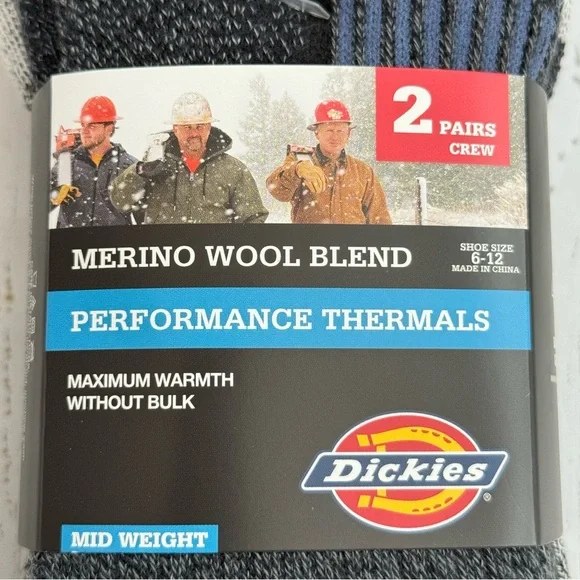 2 PAIRS
CREW
MERINO WOOL BLEND
SHOE SIZE
6-12
MADE IN CHINA
PERFORMANCE THERMALS
MAXIMUM WARMTH
WITHOUT BULK
Dickies®
MID WEIGHT